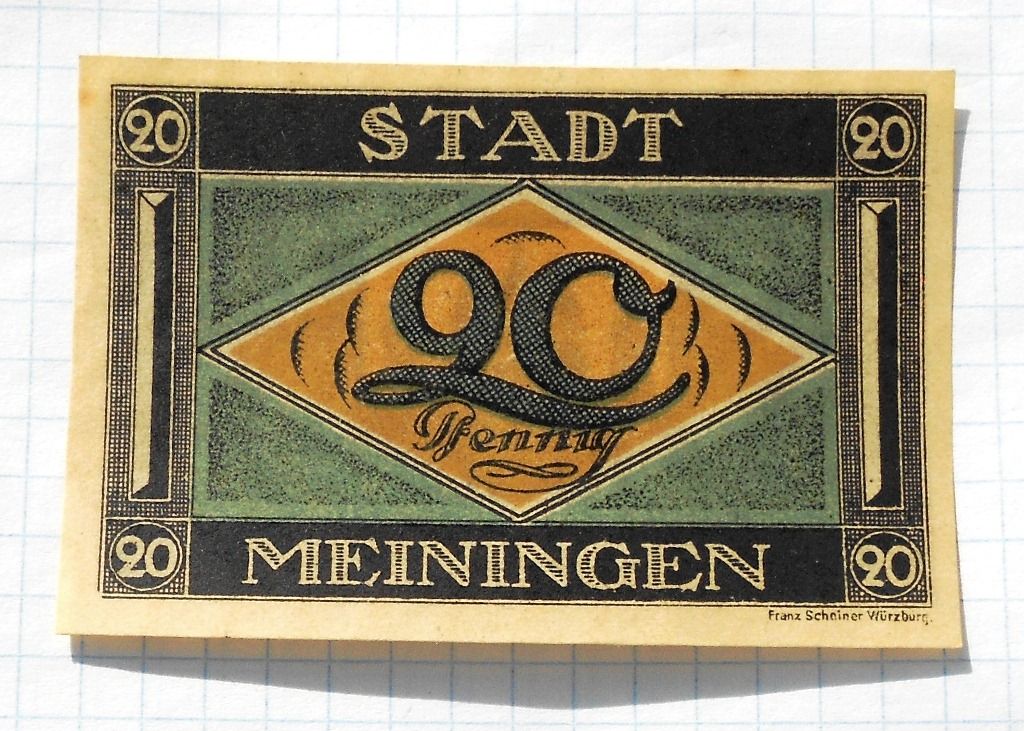 20 STADT 20
20
Pfennig
20 MEININGEN 20
Franz Scheiner Würzburg.